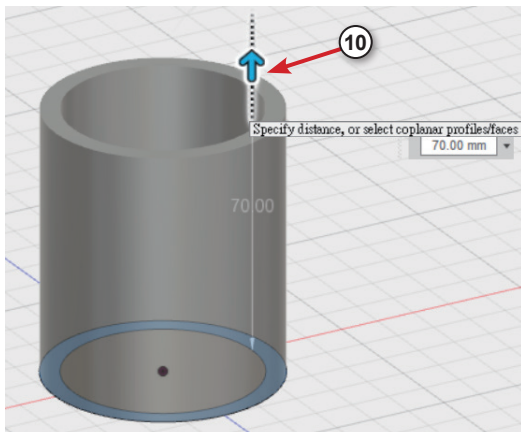 10
Specify distance, or select coplanar profiles/faces
70.00 mm
70.00